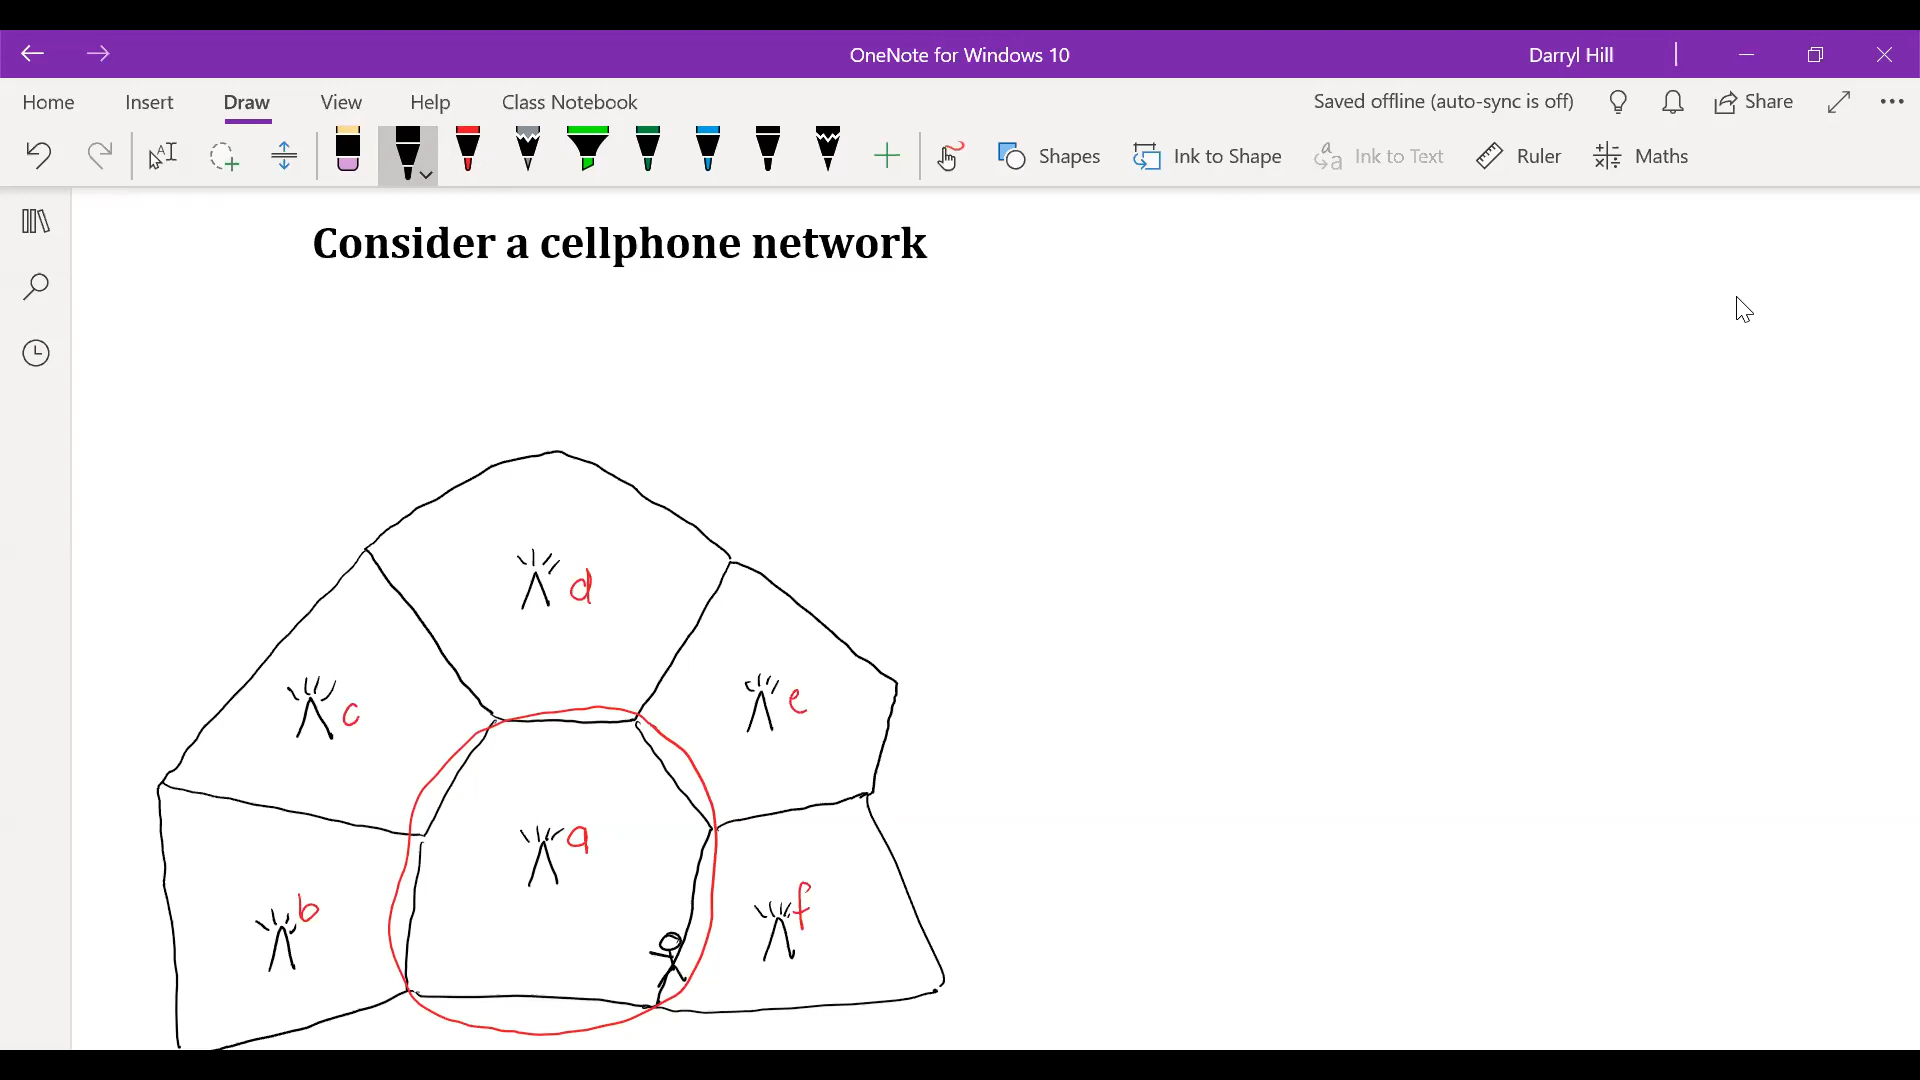 OneNote for Windows 10
Darryl Hill
Home Insert Draw View Help Class Notebook
Saved offline (auto-sync is off) Share
Shapes Ink to Shape Ink to Text Ruler Maths
Consider a cellphone network
d
c
e
a
b
f